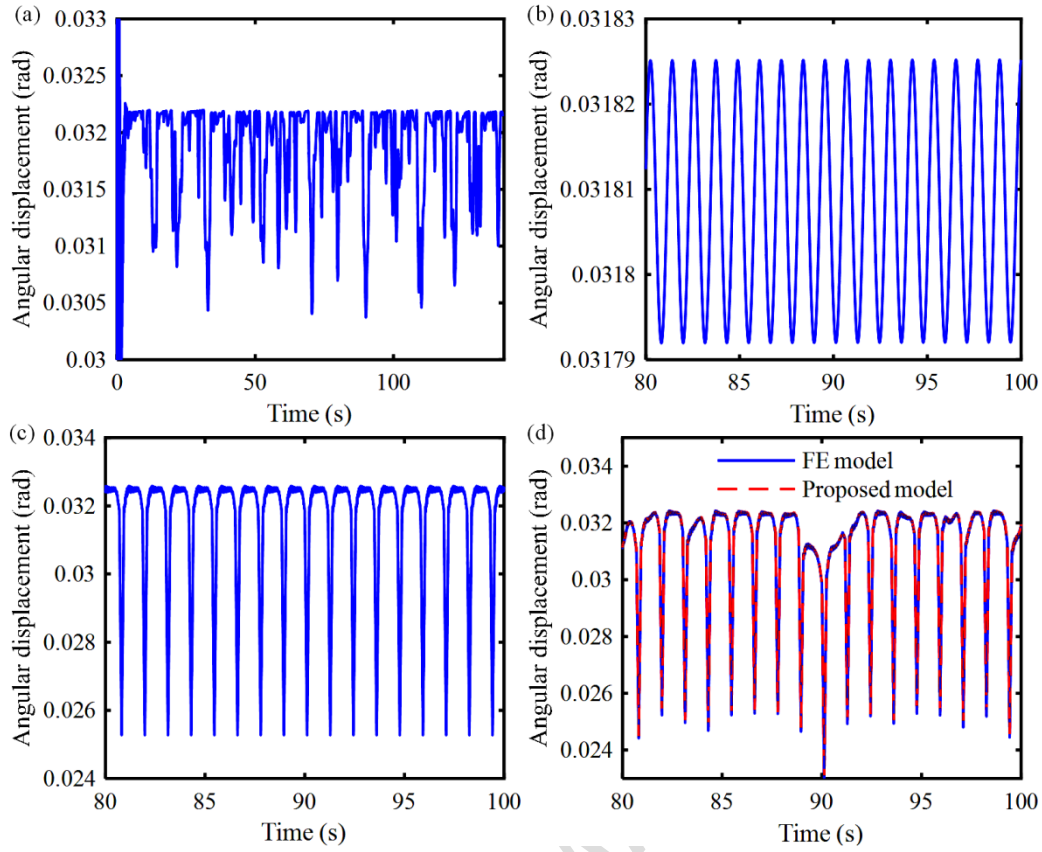 (a)
0.033
0.0325
0.032
0.0315
0.031
0.0305
0.03
Angular displacement (rad)
0 50 100
Time (s)
(b)
0.03183
0.03182
0.03181
0.0318
0.03179
Angular displacement (rad)
80 85 90 95 100
Time (s)
(c)
0.034
0.032
0.03
0.028
0.026
0.024
Angular displacement (rad)
80 85 90 95 100
Time (s)
(d)
0.034
0.032
0.03
0.028
0.026
0.024
Angular displacement (rad)
FE model
Proposed model
80 85 90 95 100
Time (s)